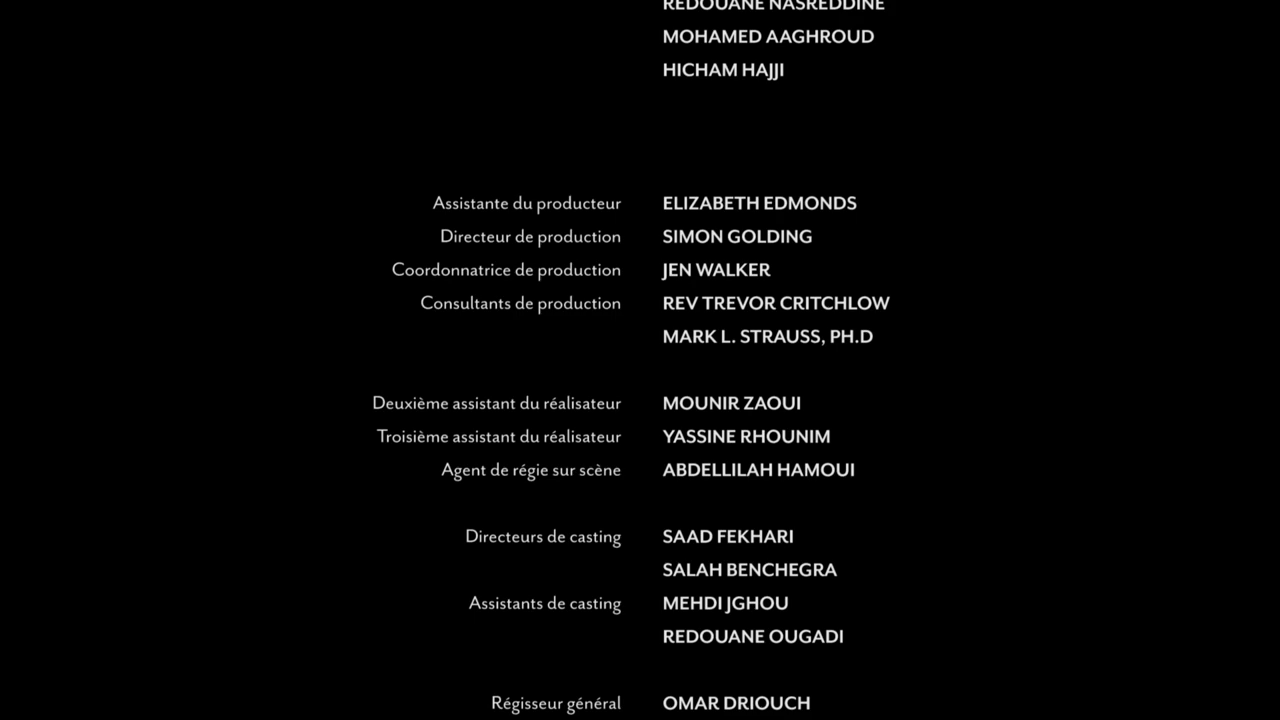 REDOUANE NASREDDINE
MOHAMED AAGHROUD
HICHAM HAJJI
Assistante du producteur ELIZABETH EDMONDS
Directeur de production SIMON GOLDING
Coordonnatrice de production JEN WALKER
Consultants de production REV TREVOR CRITCHLOW
MARK L. STRAUSS, PH.D
Deuxième assistant du réalisateur MOUNIR ZAOUI
Troisième assistant du réalisateur YASSINE RHOUNIM
Agent de régie sur scène ABDELLILAH HAMOUI
Directeurs de casting SAAD FEKHARI
SALAH BENCHEGRA
Assistants de casting MEHDI JGHOU
REDOUANE OUGADI
Régisseur général OMAR DRIOUCH